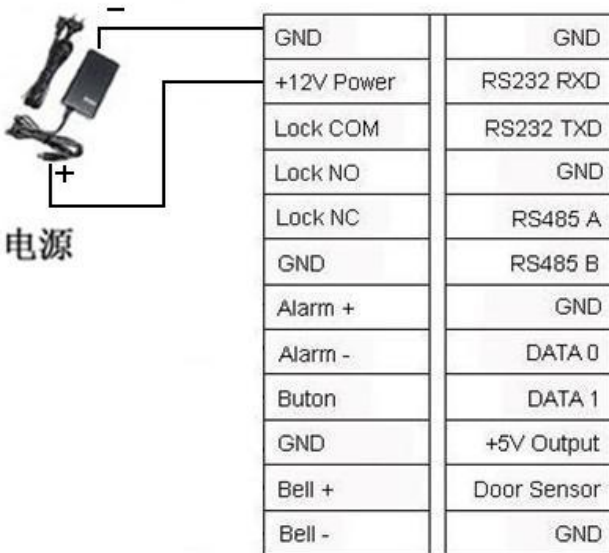 −
+
电源
GND GND
+12V Power RS232 RXD
Lock COM RS232 TXD
Lock NO GND
Lock NC RS485 A
GND RS485 B
Alarm + GND
Alarm - DATA 0
Buton DATA 1
GND +5V Output
Bell + Door Sensor
Bell - GND